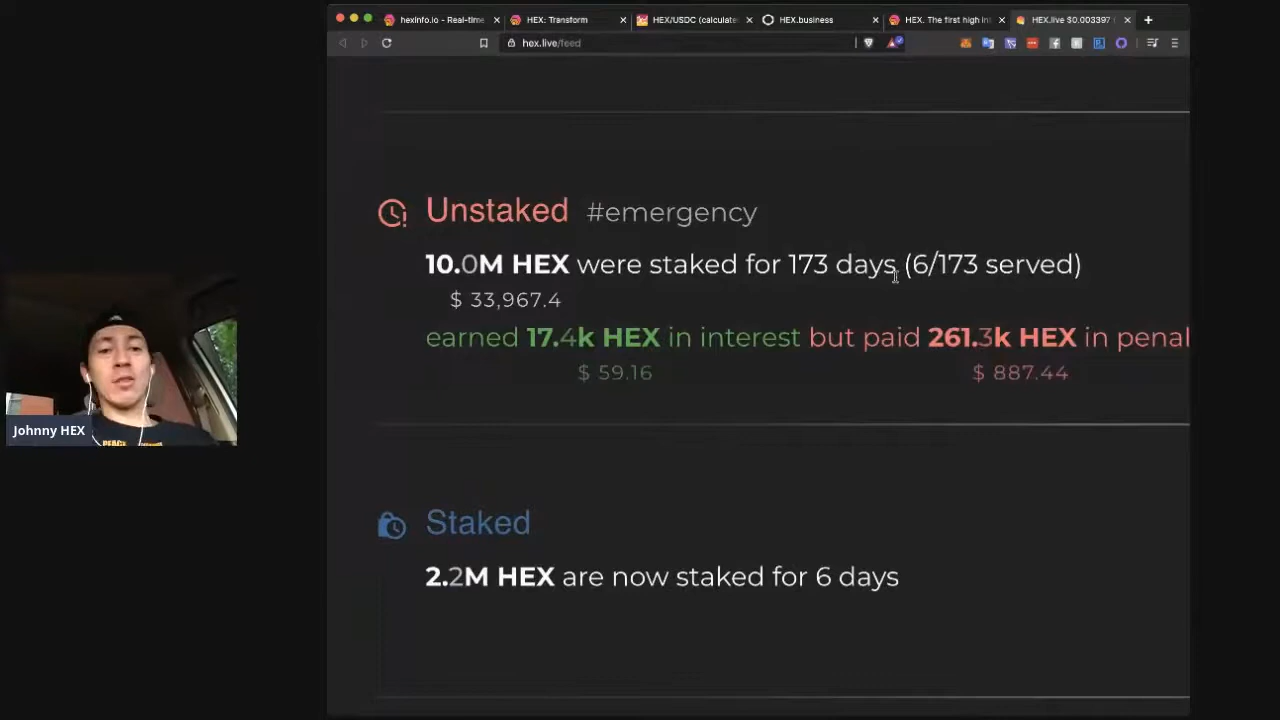 hexinfo.io - Real-time
HEX: Transform
HEX/USDC (calculate
HEX.business
HEX. The first high in
HEX.live $0.003397
hex.live/feed
Unstaked #emergency
10.0M HEX were staked for 173 days (6/173 served)
$ 33,967.4
earned 17.4k HEX in interest but paid 261.3k HEX in penal
$ 59.16
$ 887.44
Johnny HEX
Staked
2.2M HEX are now staked for 6 days